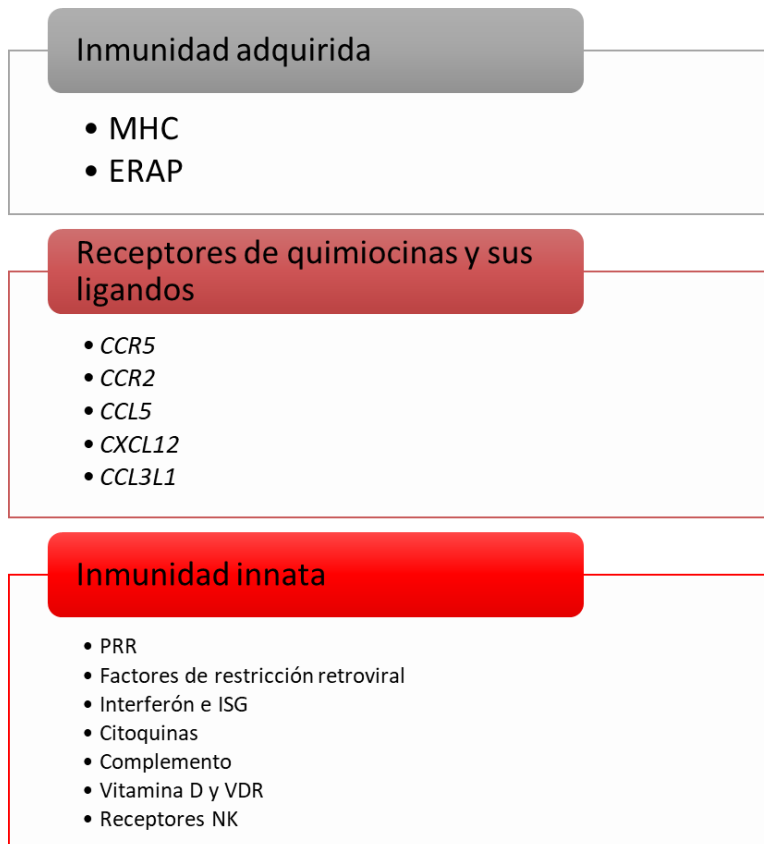 Inmunidad adquirida
• MHC
• ERAP
Receptores de quimiocinas y sus
ligandos
• CCR5
• CCR2
• CCL5
• CXCL12
• CCL3L1
Inmunidad innata
• PRR
• Factores de restricción retroviral
• Interferón e ISG
• Citoquinas
• Complemento
• Vitamina D y VDR
• Receptores NK